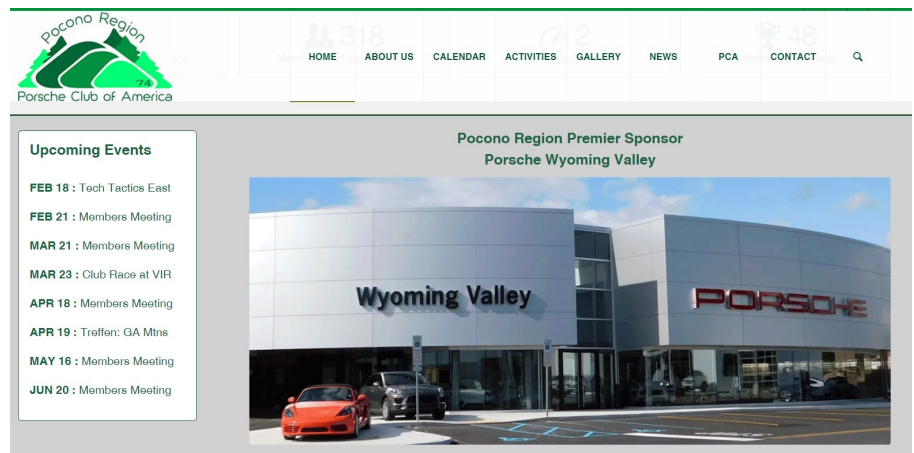 Pocono Region
74
Porsche Club of America
318
2
48
HOME
ABOUT US
CALENDAR
ACTIVITIES
GALLERY
NEWS
PCA
CONTACT
Upcoming Events
FEB 18 : Tech Tactics East
FEB 21 : Members Meeting
MAR 21 : Members Meeting
MAR 23 : Club Race at VIR
APR 18 : Members Meeting
APR 19 : Treffen: GA Mtns
MAY 16 : Members Meeting
JUN 20 : Members Meeting
Pocono Region Premier Sponsor
Porsche Wyoming Valley
Wyoming Valley
PORSCHE